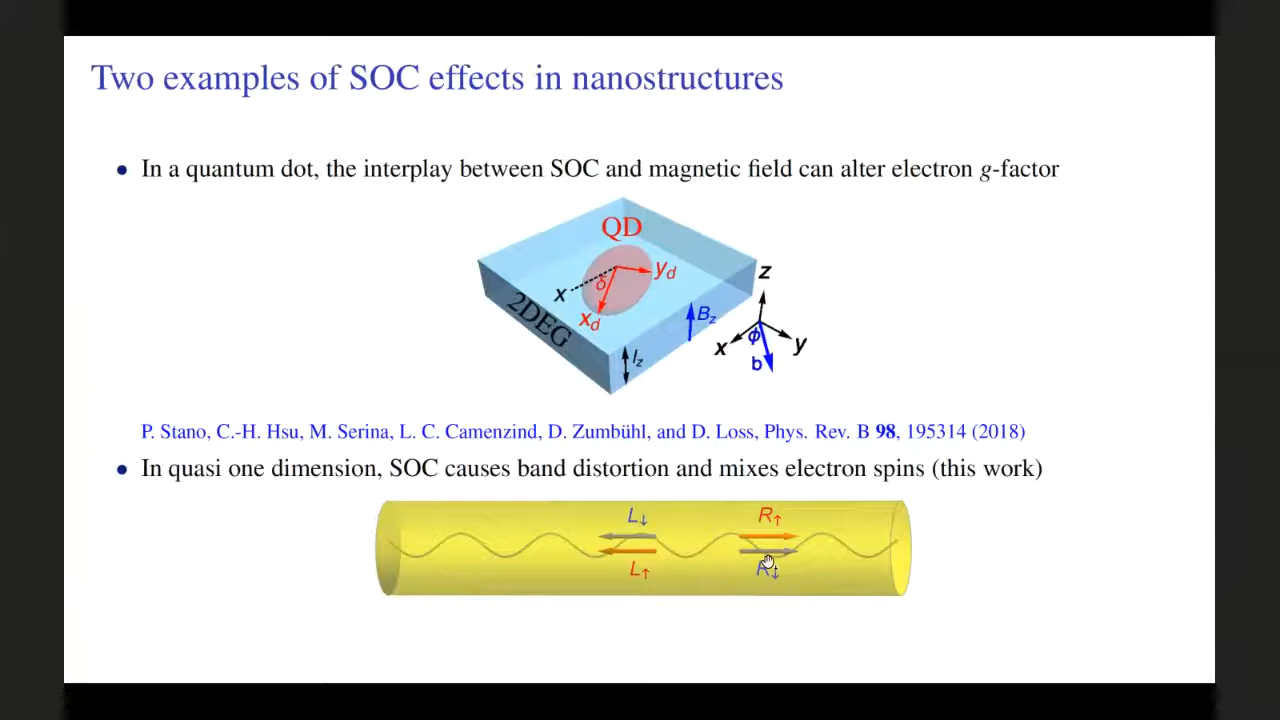 Two examples of SOC effects in nanostructures
• In a quantum dot, the interplay between SOC and magnetic field can alter electron g-factor
QD
y_d
δ
x
x_d
2DEG
l_z
B_z
z
x
ϕ
y
b
P. Stano, C.-H. Hsu, M. Serina, L. C. Camenzind, D. Zumbühl, and D. Loss, Phys. Rev. B 98, 195314 (2018)
• In quasi one dimension, SOC causes band distortion and mixes electron spins (this work)
L↓
R↑
L↑
R↓